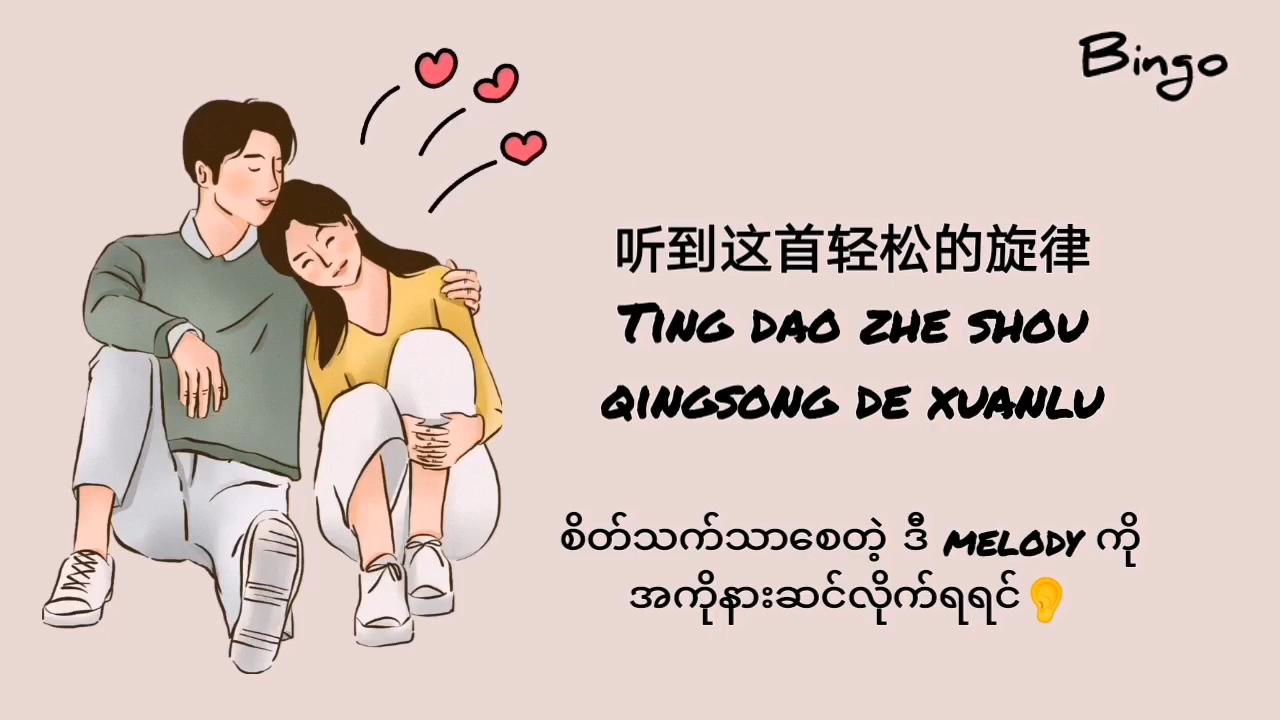 Bingo
听到这首轻松的旋律
Ting dao zhe shou
qingsong de xuanlu
စိတ်သက်သာစေတဲ့ ဒီ melody ကို
အကိုနားဆင်လိုက်ရရင်👂